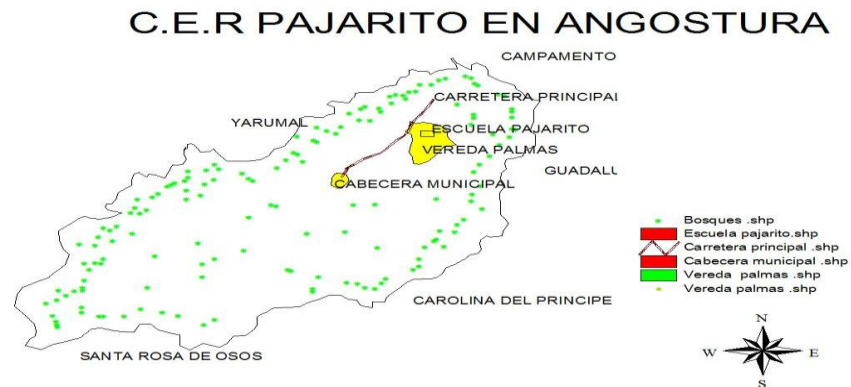 C.E.R PAJARITO EN ANGOSTURA
CAMPAMENTO
CARRETERA PRINCIPAL
YARUMAL
ESCUELA PAJARITO
VEREDA PALMAS
GUADALU
CABECERA MUNICIPAL
CAROLINA DEL PRINCIPE
SANTA ROSA DE OSOS
Bosques .shp
Escuela pajarito.shp
Carretera principal .shp
Cabecera municipal .shp
Vereda palmas .shp
Vereda palmas .shp
N
W E
S